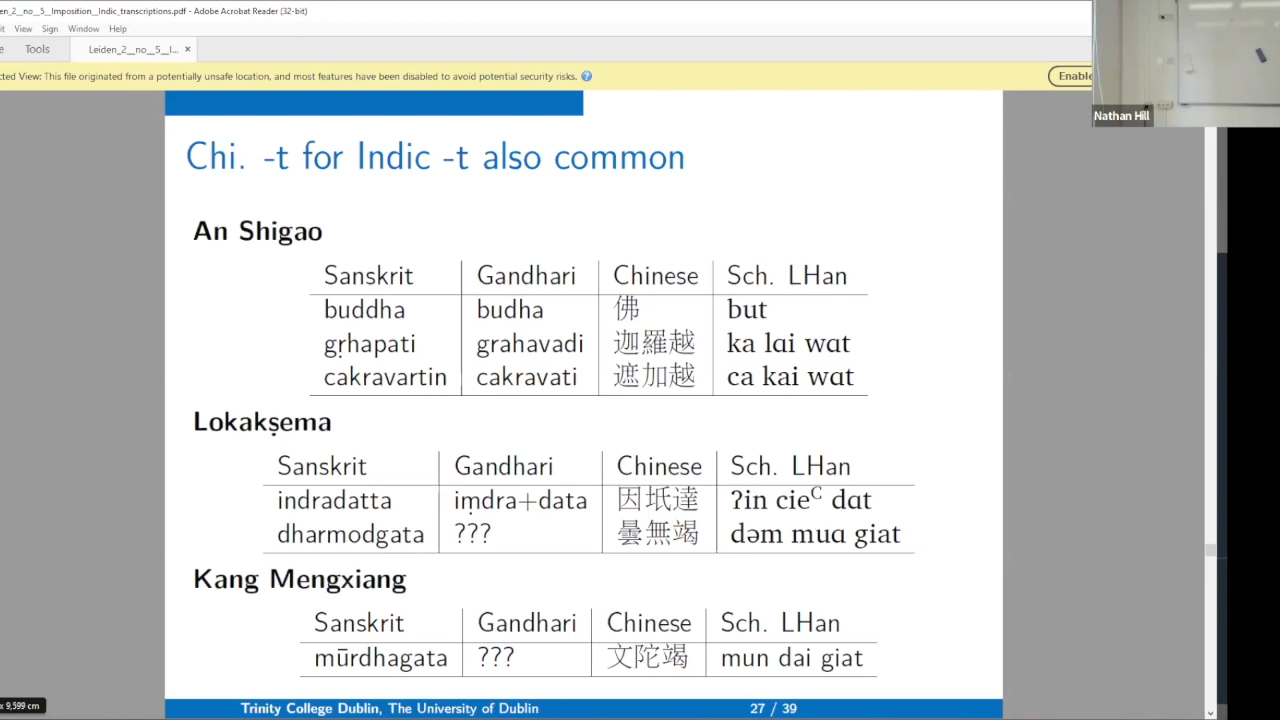 en_2__no__5__Imposition__Indic_transcriptions.pdf - Adobe Acrobat Reader (32-bit)
it View Sign Window Help
e Tools Leiden_2__no__5__I... ×
cted View: This file originated from a potentially unsafe location, and most features have been disabled to avoid potential security risks. ? Enable
Nathan Hill
Chi. -t for Indic -t also common
An Shigao
Sanskrit Gandhari Chinese Sch. LHan
buddha budha 佛 but
gṛhapati grahavadi 迦羅越 ka lɑi wɑt
cakravartin cakravati 遮加越 ca kai wɑt
Lokakṣema
Sanskrit Gandhari Chinese Sch. LHan
indradatta iṃdra+data 因坻達 ʔin cieᶜ dɑt
dharmodgata ??? 曇無竭 dəm muɑ giat
Kang Mengxiang
Sanskrit Gandhari Chinese Sch. LHan
mūrdhagata ??? 文陀竭 mun dai giat
x 9,599 cm
Trinity College Dublin, The University of Dublin 27 / 39